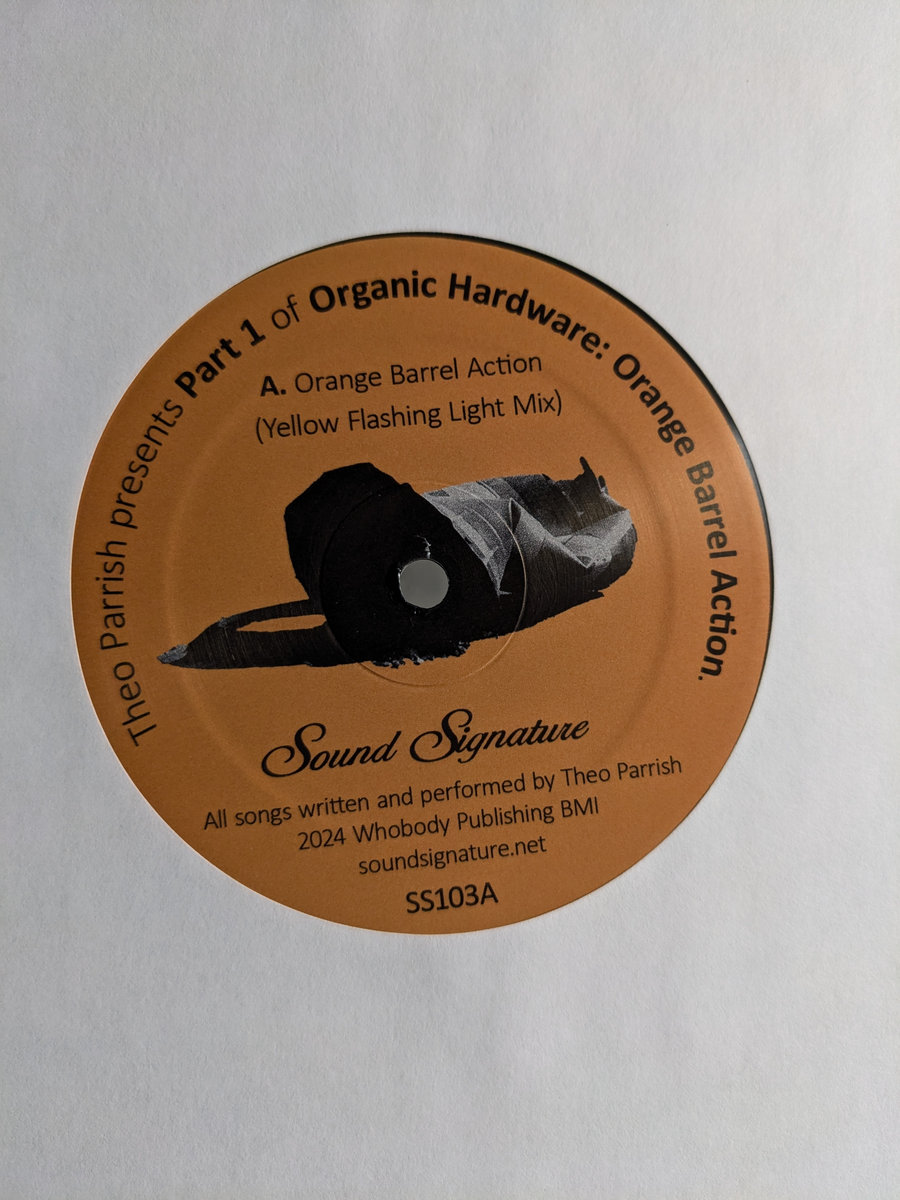 Theo Parrish presents Part 1 of Organic Hardware: Orange Barrel Action.
A. Orange Barrel Action
(Yellow Flashing Light Mix)
Sound Signature
All songs written and performed by Theo Parrish
2024 Whobody Publishing BMI
soundsignature.net
SS103A